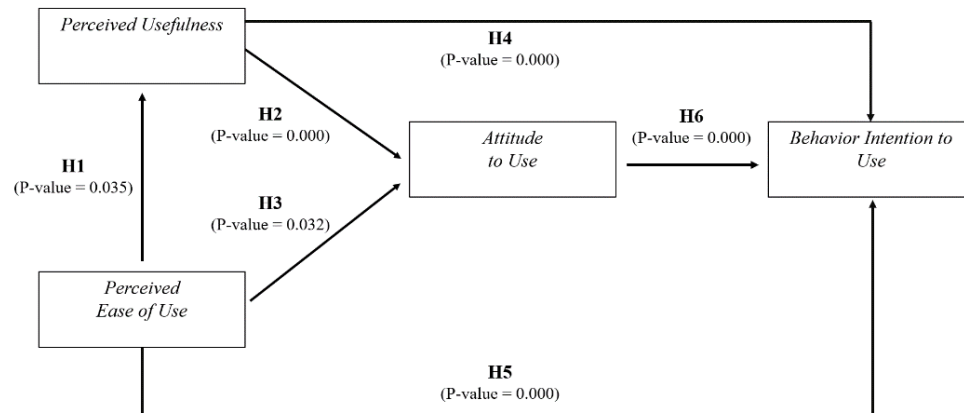 Perceived Usefulness
H4
(P-value = 0.000)
H2
(P-value = 0.000)
H6
(P-value = 0.000)
Attitude
to Use
Behavior Intention to
Use
H1
(P-value = 0.035)
H3
(P-value = 0.032)
Perceived
Ease of Use
H5
(P-value = 0.000)